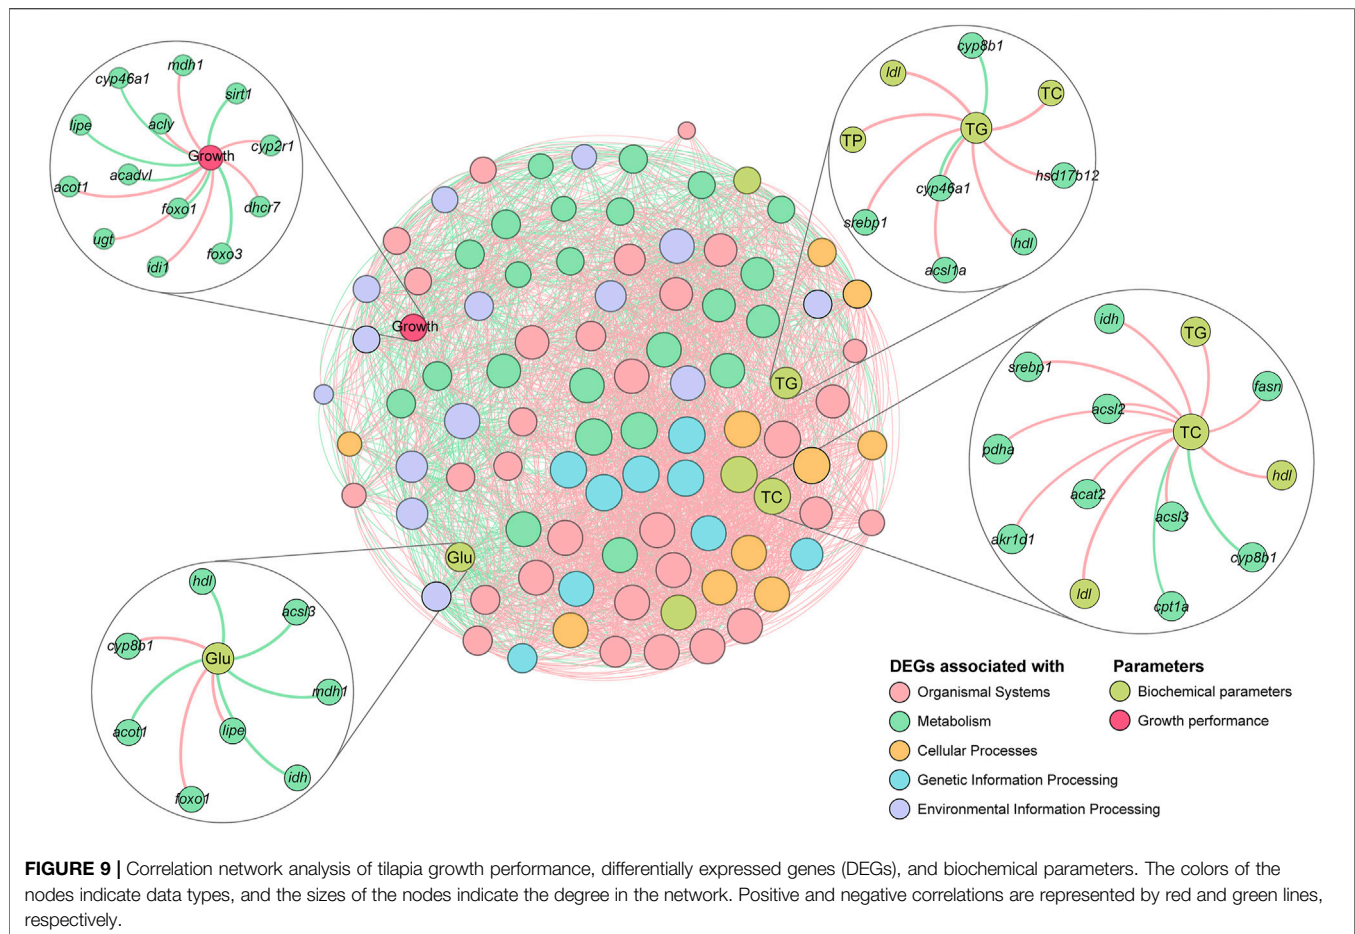 cyp46a1
mdh1
sirt1
lipe
acly
Growth
cyp2r1
acot1
acadvl
foxo1
dhcr7
ugt
idi1
foxo3
cyp8b1
ldl
TC
TG
TP
hsd17b12
cyp46a1
srebp1
hdl
acsl1a
Growth
TG
TC
Glu
idh
TG
srebp1
fasn
acsl2
TC
pdha
hdl
acat2
acsl3
akr1d1
cyp8b1
ldl
cpt1a
hdl
acsl3
cyp8b1
Glu
mdh1
acot1
lipe
idh
foxo1
DEGs associated with
Organismal Systems
Metabolism
Cellular Processes
Genetic Information Processing
Environmental Information Processing
Parameters
Biochemical parameters
Growth performance
FIGURE 9 | Correlation network analysis of tilapia growth performance, differentially expressed genes (DEGs), and biochemical parameters. The colors of the
nodes indicate data types, and the sizes of the nodes indicate the degree in the network. Positive and negative correlations are represented by red and green lines,
respectively.